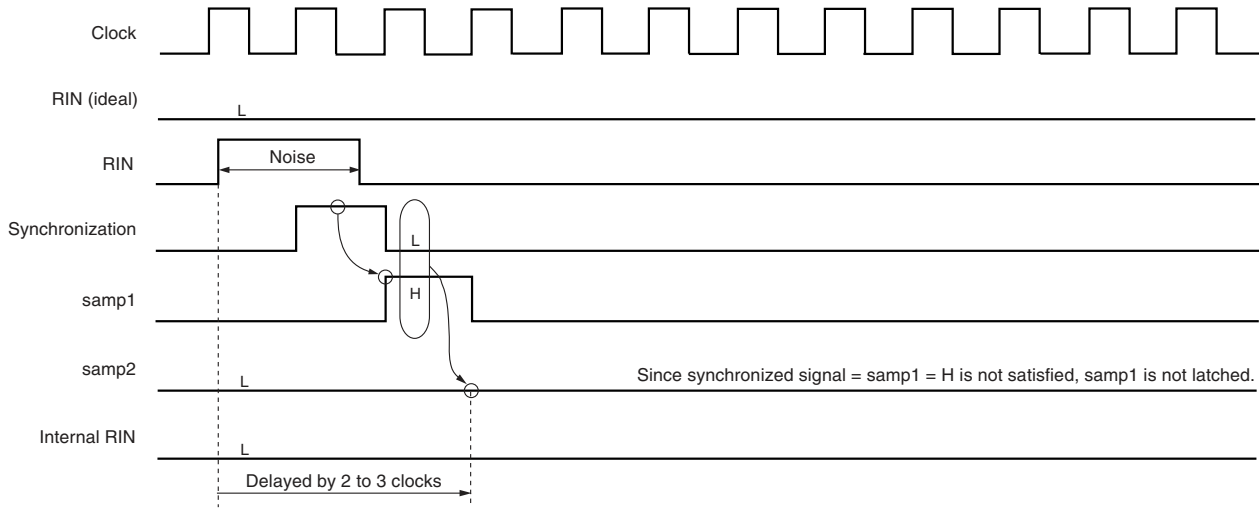 Clock
RIN (ideal)
L
RIN
Noise
Synchronization
L
samp1
H
samp2
L
Since synchronized signal = samp1 = H is not satisfied, samp1 is not latched.
Internal RIN
L
Delayed by 2 to 3 clocks